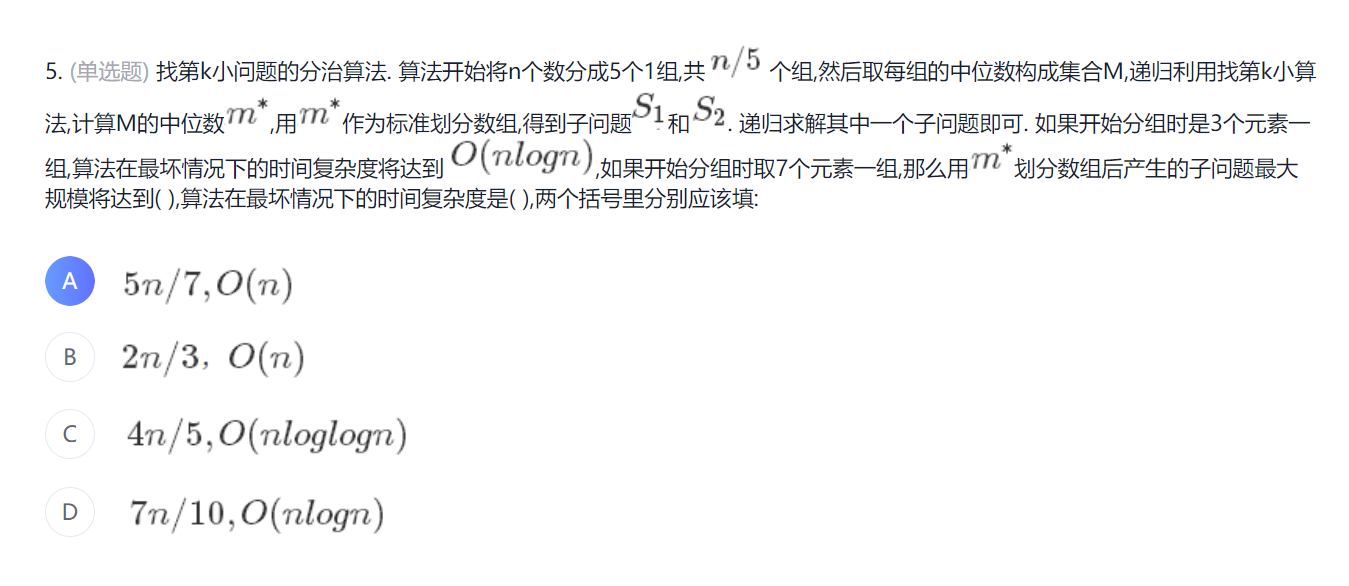 5. (单选题) 找第k小问题的分治算法. 算法开始将n个数分成5个1组,共 n/5 个组,然后取每组的中位数构成集合M,递归利用找第k小算
法,计算M的中位数m*,用m*作为标准划分数组,得到子问题S₁和S₂. 递归求解其中一个子问题即可. 如果开始分组时是3个元素一
组,算法在最坏情况下的时间复杂度将达到 O(nlogn),如果开始分组时取7个元素一组,那么用m*划分数组后产生的子问题最大
规模将达到( ),算法在最坏情况下的时间复杂度是( ),两个括号里分别应该填:
A 5n/7,O(n)
B 2n/3, O(n)
C 4n/5,O(nloglogn)
D 7n/10,O(nlogn)